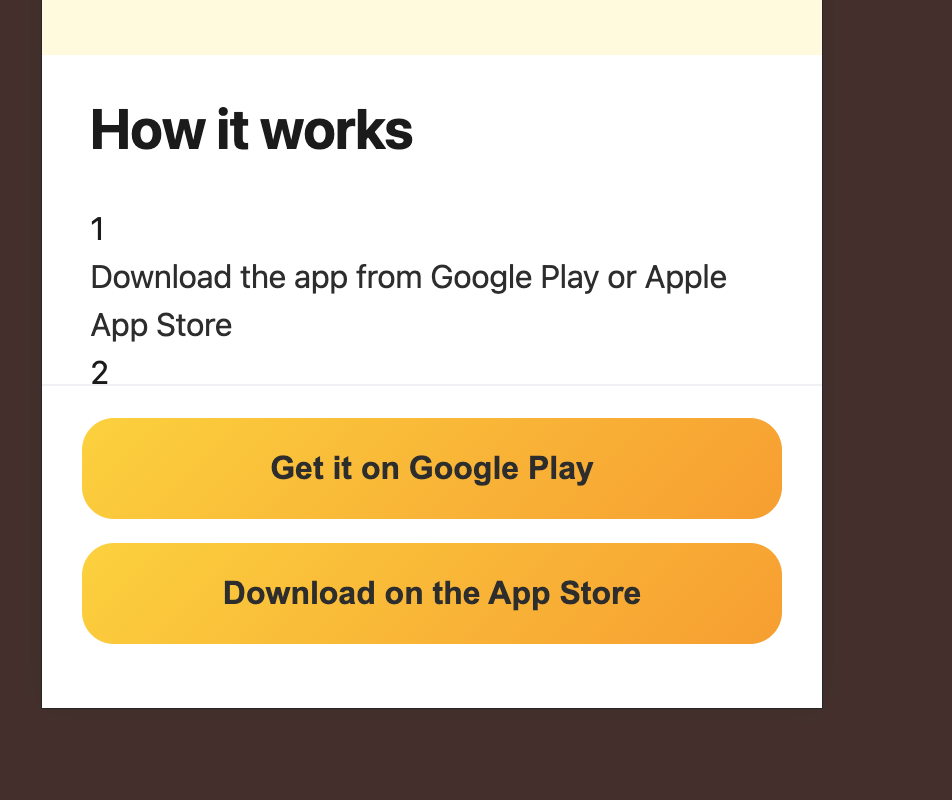 How it works
1
Download the app from Google Play or Apple
App Store
2
Get it on Google Play
Download on the App Store